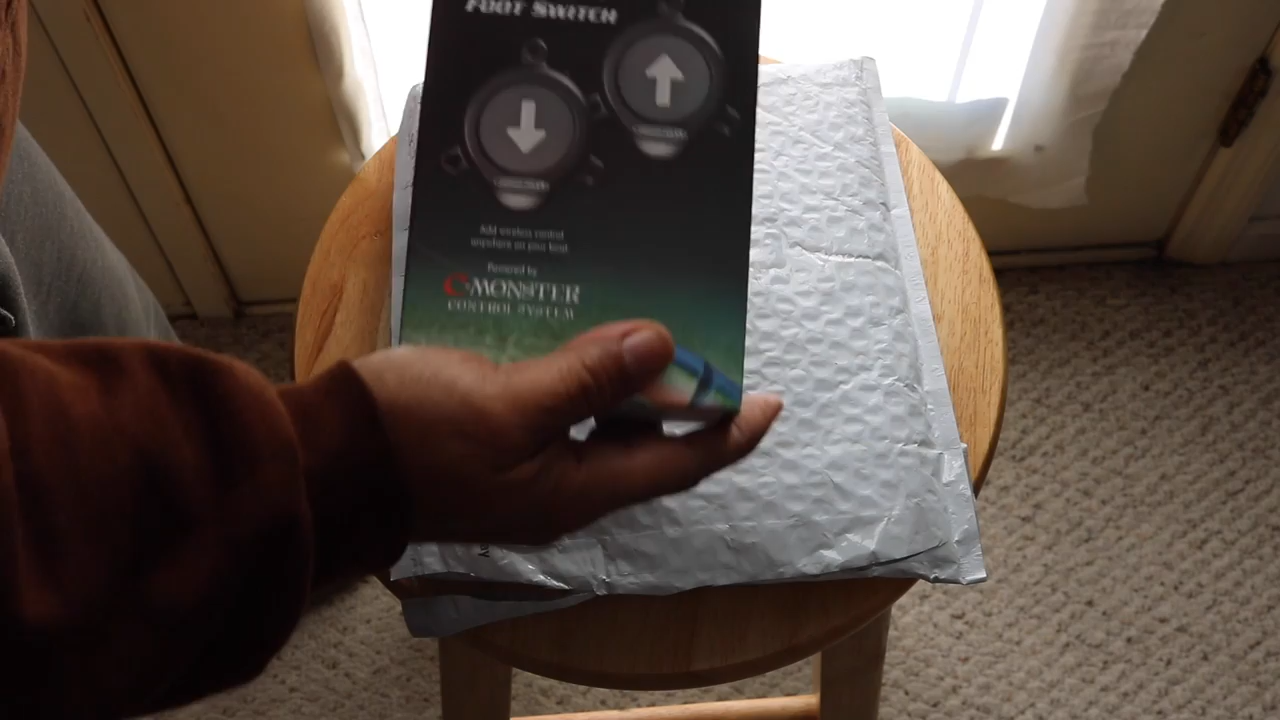 FOOT SWITCH
Add wireless control
anywhere on your boat
Powered by
C-MONSTER
CONTROL SYSTEM